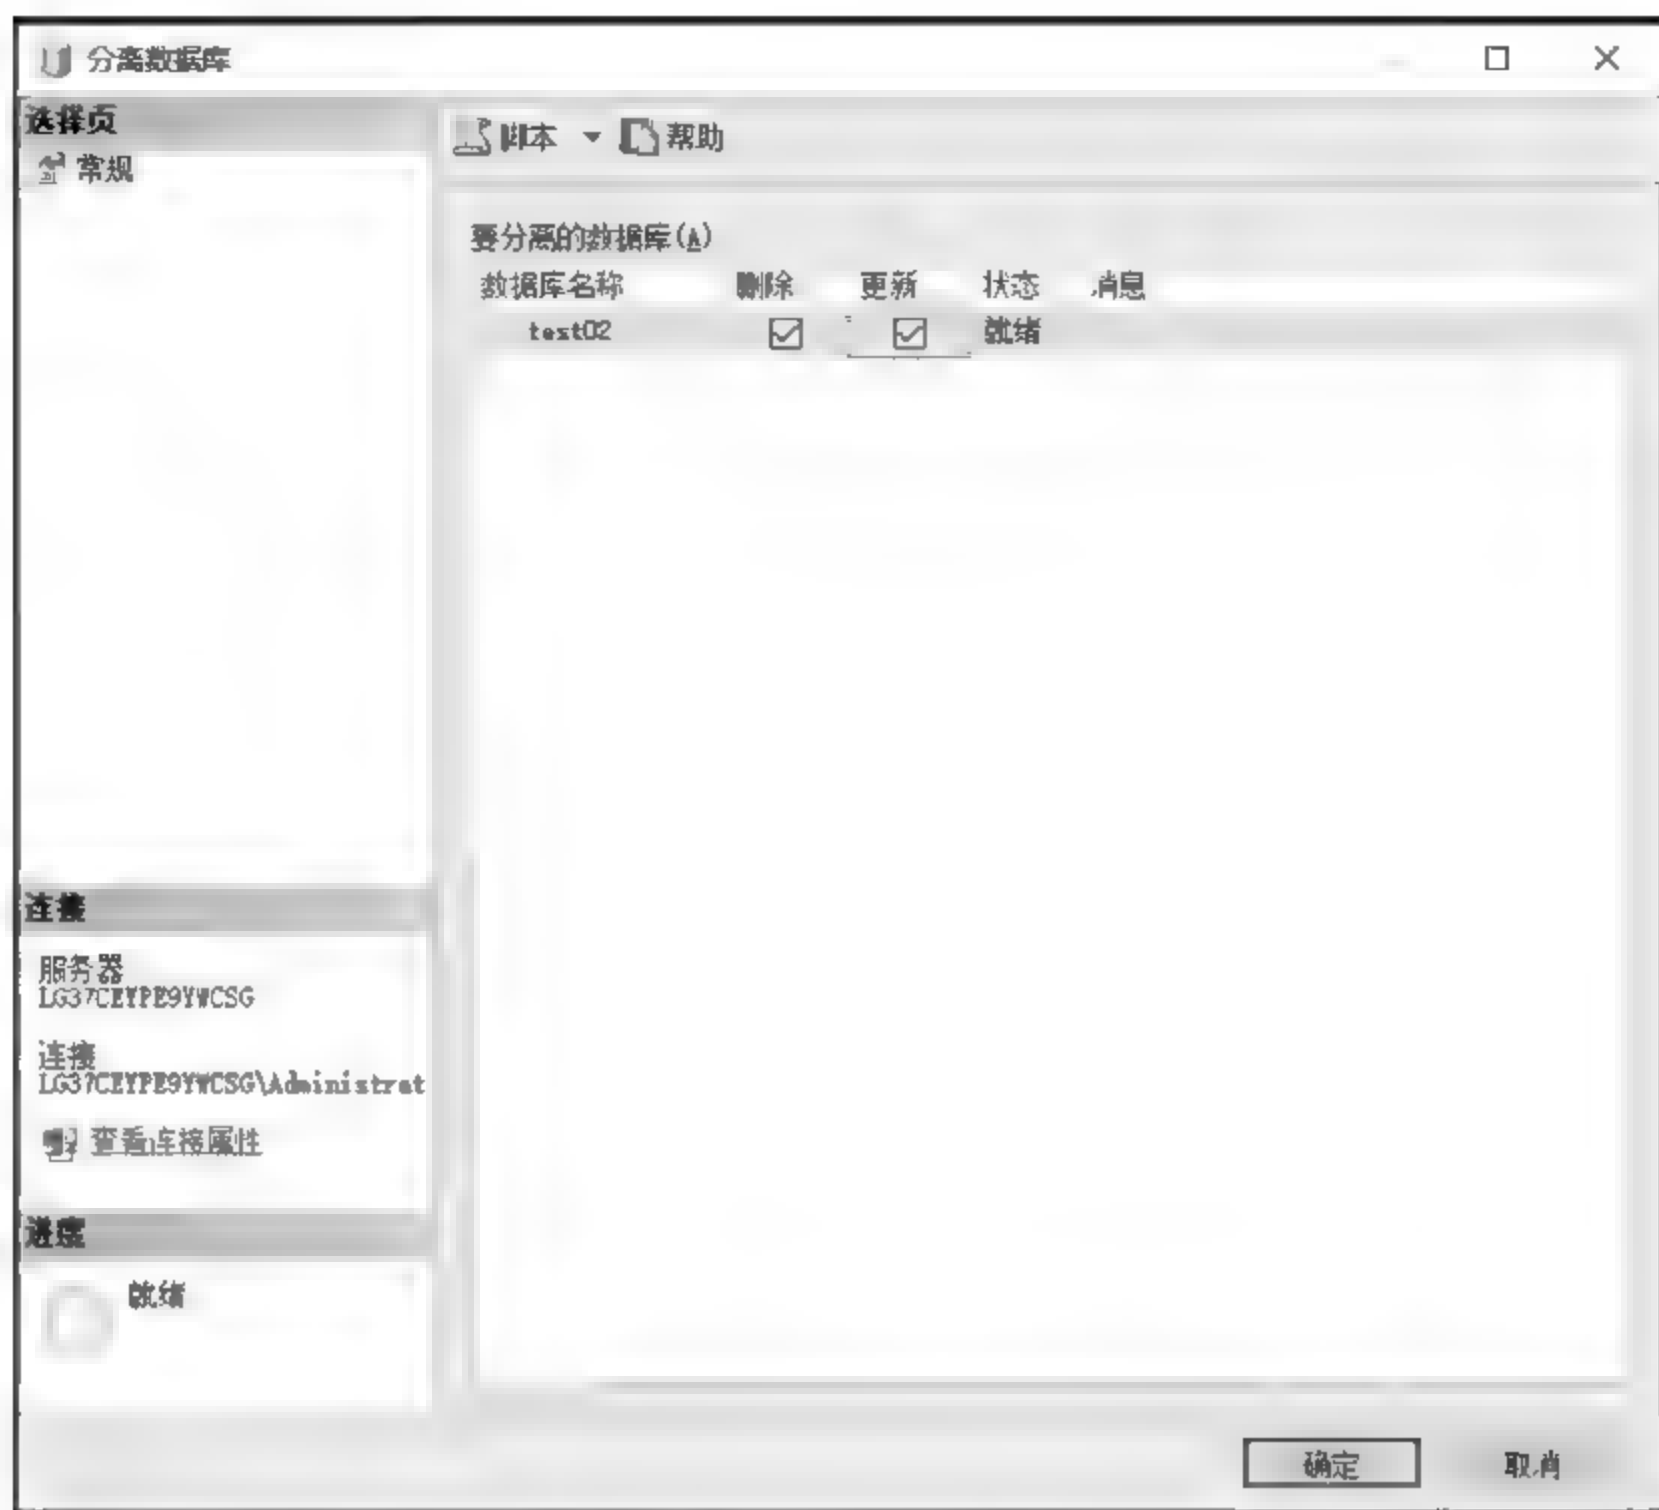 分离数据库
选择页
常规
脚本 帮助
要分离的数据库(A)
数据库名称 删除 更新 状态 消息
test02 就绪
连接
服务器
LG37CEYPE9YWCSG
连接
LG37CEYPE9YWCSG\Administrat
查看连接属性
进度
就绪
确定 取消